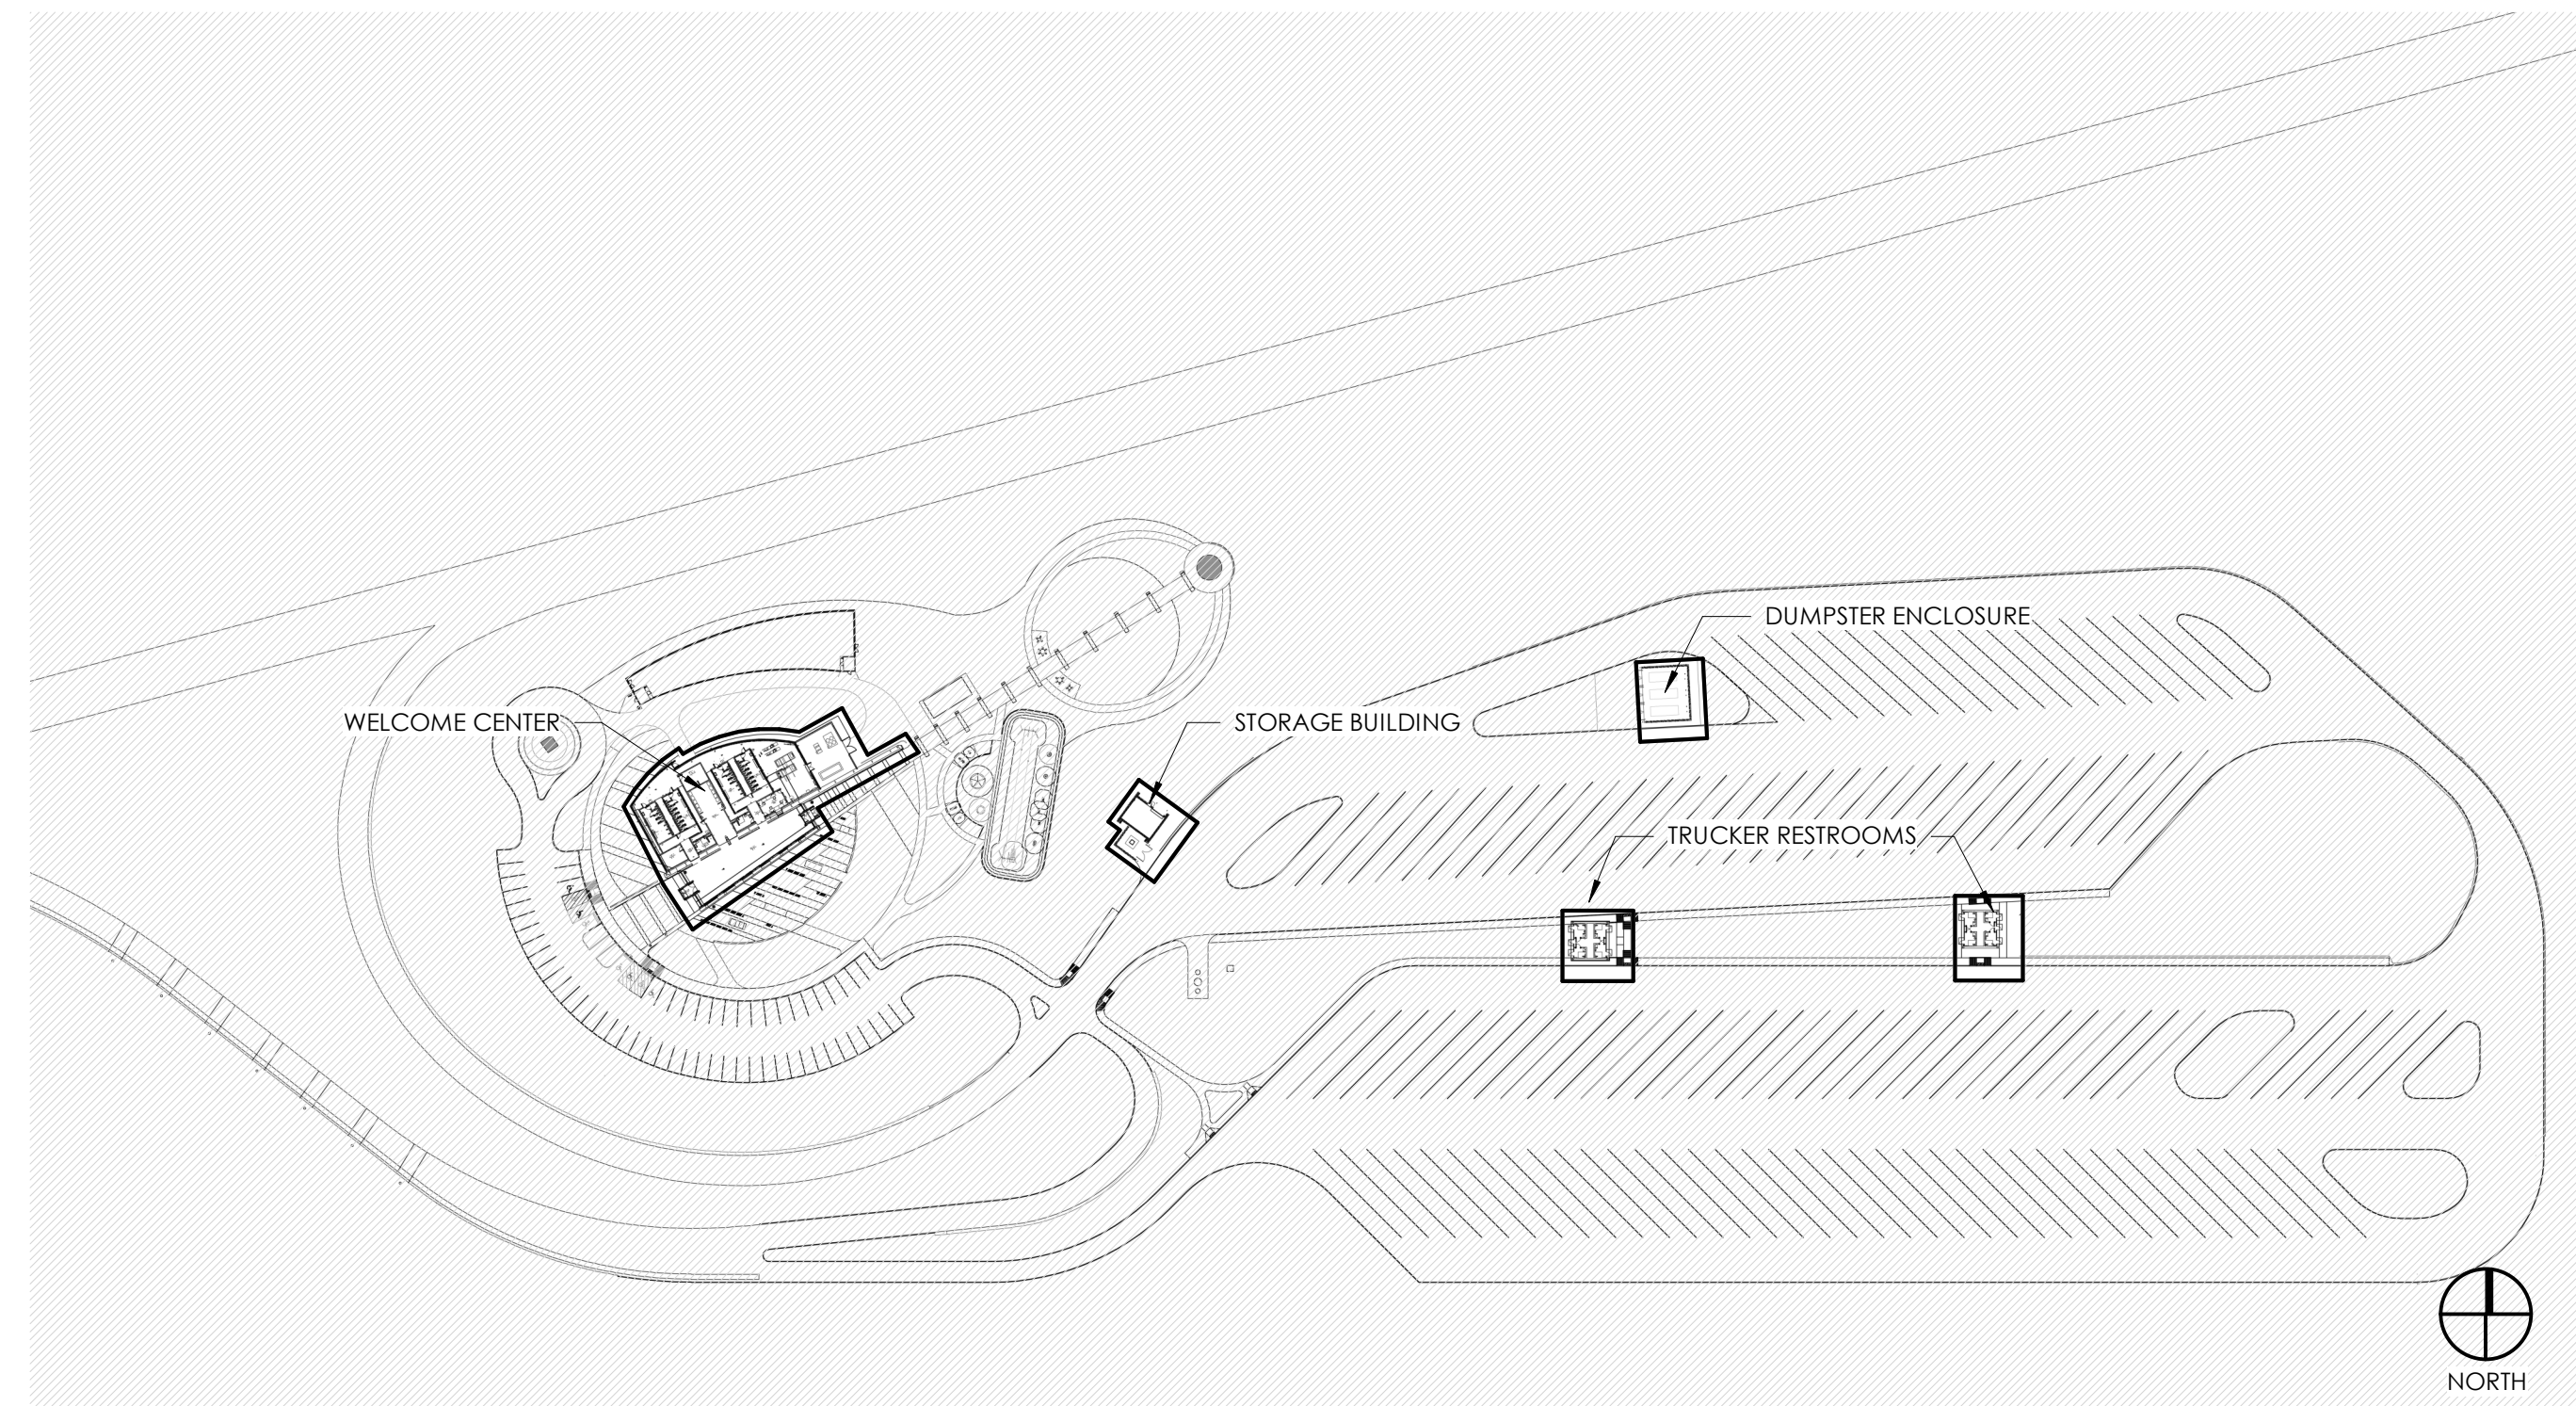 DUMPSTER ENCLOSURE
WELCOME CENTER
STORAGE BUILDING
TRUCKER RESTROOMS
NORTH